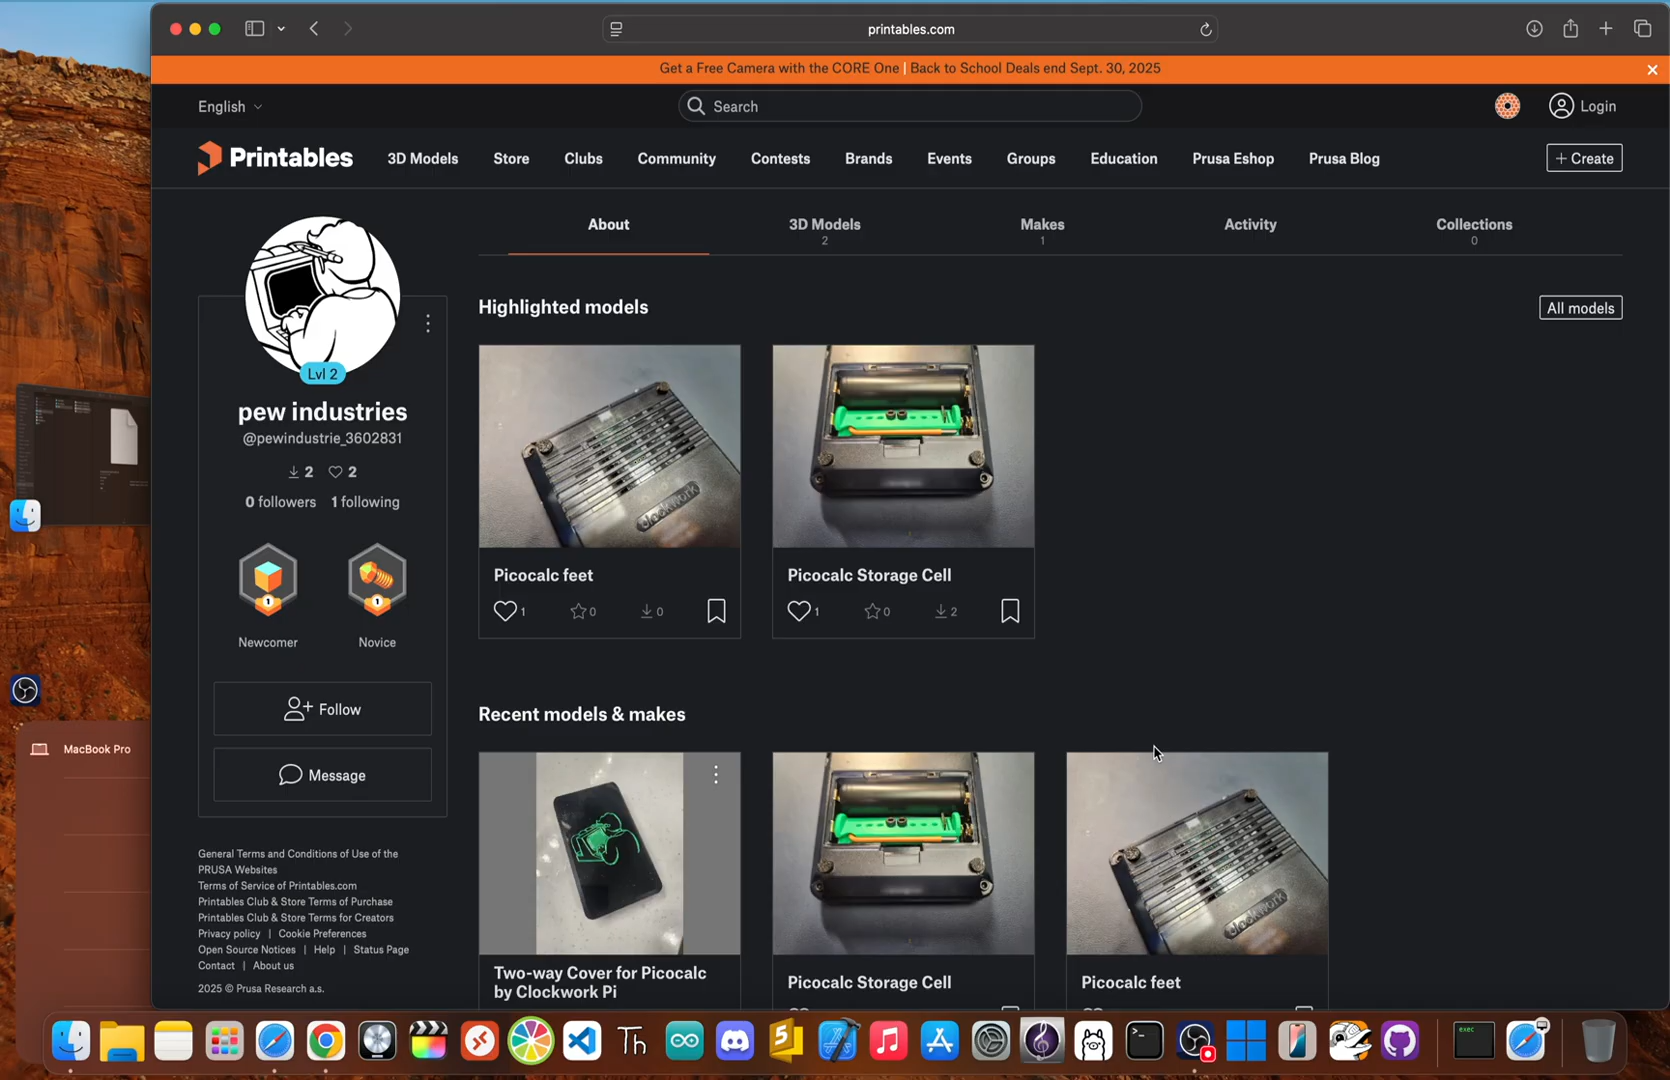 printables.com
Get a Free Camera with the CORE One | Back to School Deals end Sept. 30, 2025
English
Search
Login
Printables
3D Models
Store
Clubs
Community
Contests
Brands
Events
Groups
Education
Prusa Eshop
Prusa Blog
+ Create
About
3D Models
2
Makes
1
Activity
Collections
0
Lvl 2
pew industries
@pewindustrie_3602831
2 2
0 followers 1 following
1
Newcomer
1
Novice
Follow
Message
General Terms and Conditions of Use of the
PRUSA Websites
Terms of Service of Printables.com
Printables Club & Store Terms of Purchase
Printables Club & Store Terms for Creators
Privacy policy | Cookie Preferences
Open Source Notices | Help | Status Page
Contact | About us
2025 © Prusa Research a.s.
Highlighted models
All models
clockwork
Picocalc feet
1 0 0
Picocalc Storage Cell
1 0 2
Recent models & makes
Two-way Cover for Picocalc
by Clockwork Pi
Picocalc Storage Cell
clockwork
Picocalc feet
MacBook Pro
Th
exec